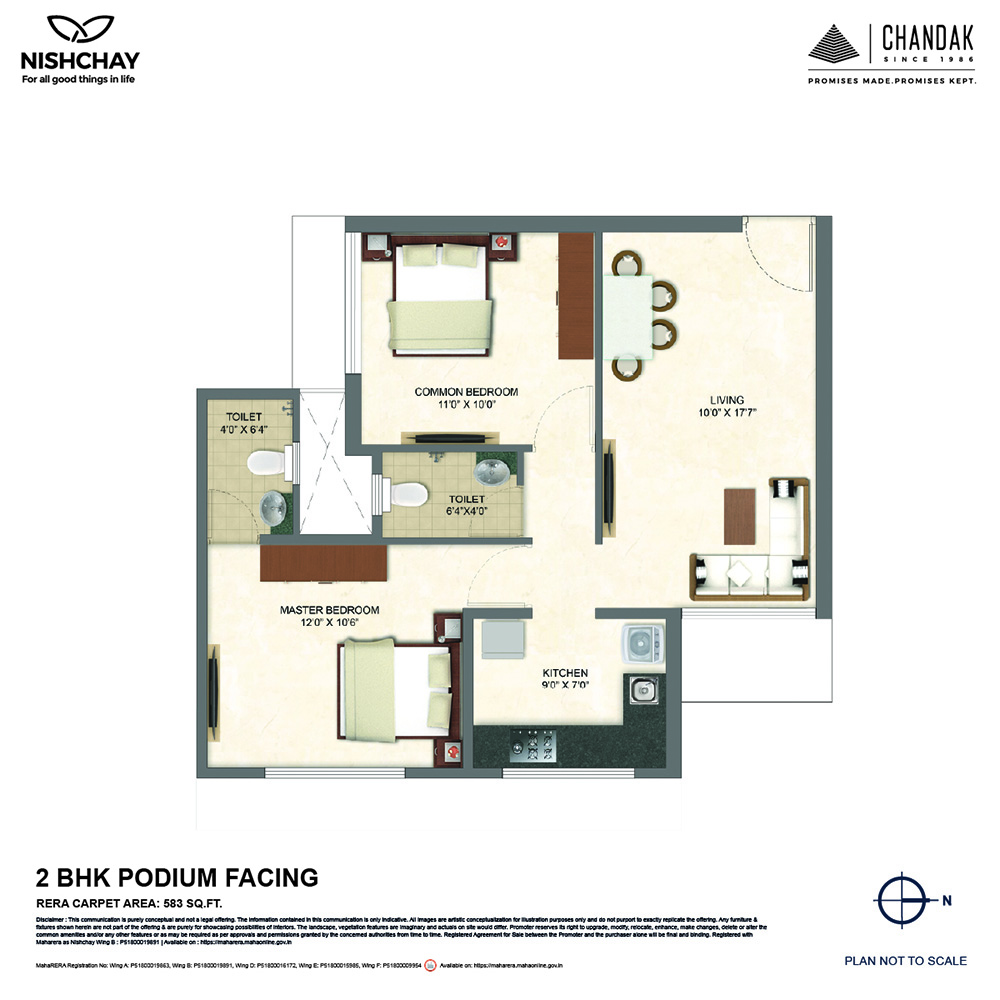 NISHCHAY
For all good things in life
CHANDAK
SINCE 1986
PROMISES MADE.PROMISES KEPT.
COMMON BEDROOM
11'0" X 10'0"
LIVING
10'0" X 17'7"
TOILET
4'0" X 6'4"
TOILET
6'4"X4'0"
MASTER BEDROOM
12'0" X 10'6"
KITCHEN
9'0" X 7'0"
2 BHK PODIUM FACING
RERA CARPET AREA: 583 SQ.FT.
Disclaimer : This communication is purely conceptual and not a legal offering. The information contained in this communication is only indicative. All images are artistic conceptualization for illustration purposes only and do not purport to exactly replicate the offering. Any furniture &
fixtures shown herein are not part of the offering & are purely for showcasing possibilities of interiors. The landscape, vegetation features are imaginary and actuals on site would differ. Promoter reserves its right to upgrade, modify, relocate, enhance, make changes, delete or alter the
common amenities and/or any other features or as may be required as per approvals and permissions granted by the concerned authorities from time to time. Registered Agreement for Sale between the Promoter and the purchaser alone will be final and binding. Registered with
Maharera as Nishchay Wing B : P51800019891 | Available on : https://maharera.mahaonline.gov.in
MahaRERA Registration No: Wing A: P51800019863, Wing B: P51800019891, Wing D: P51800016172, Wing E: P51800015985, Wing F: P51800009954 Available on: https://maharera.mahaonline.gov.in
N
PLAN NOT TO SCALE